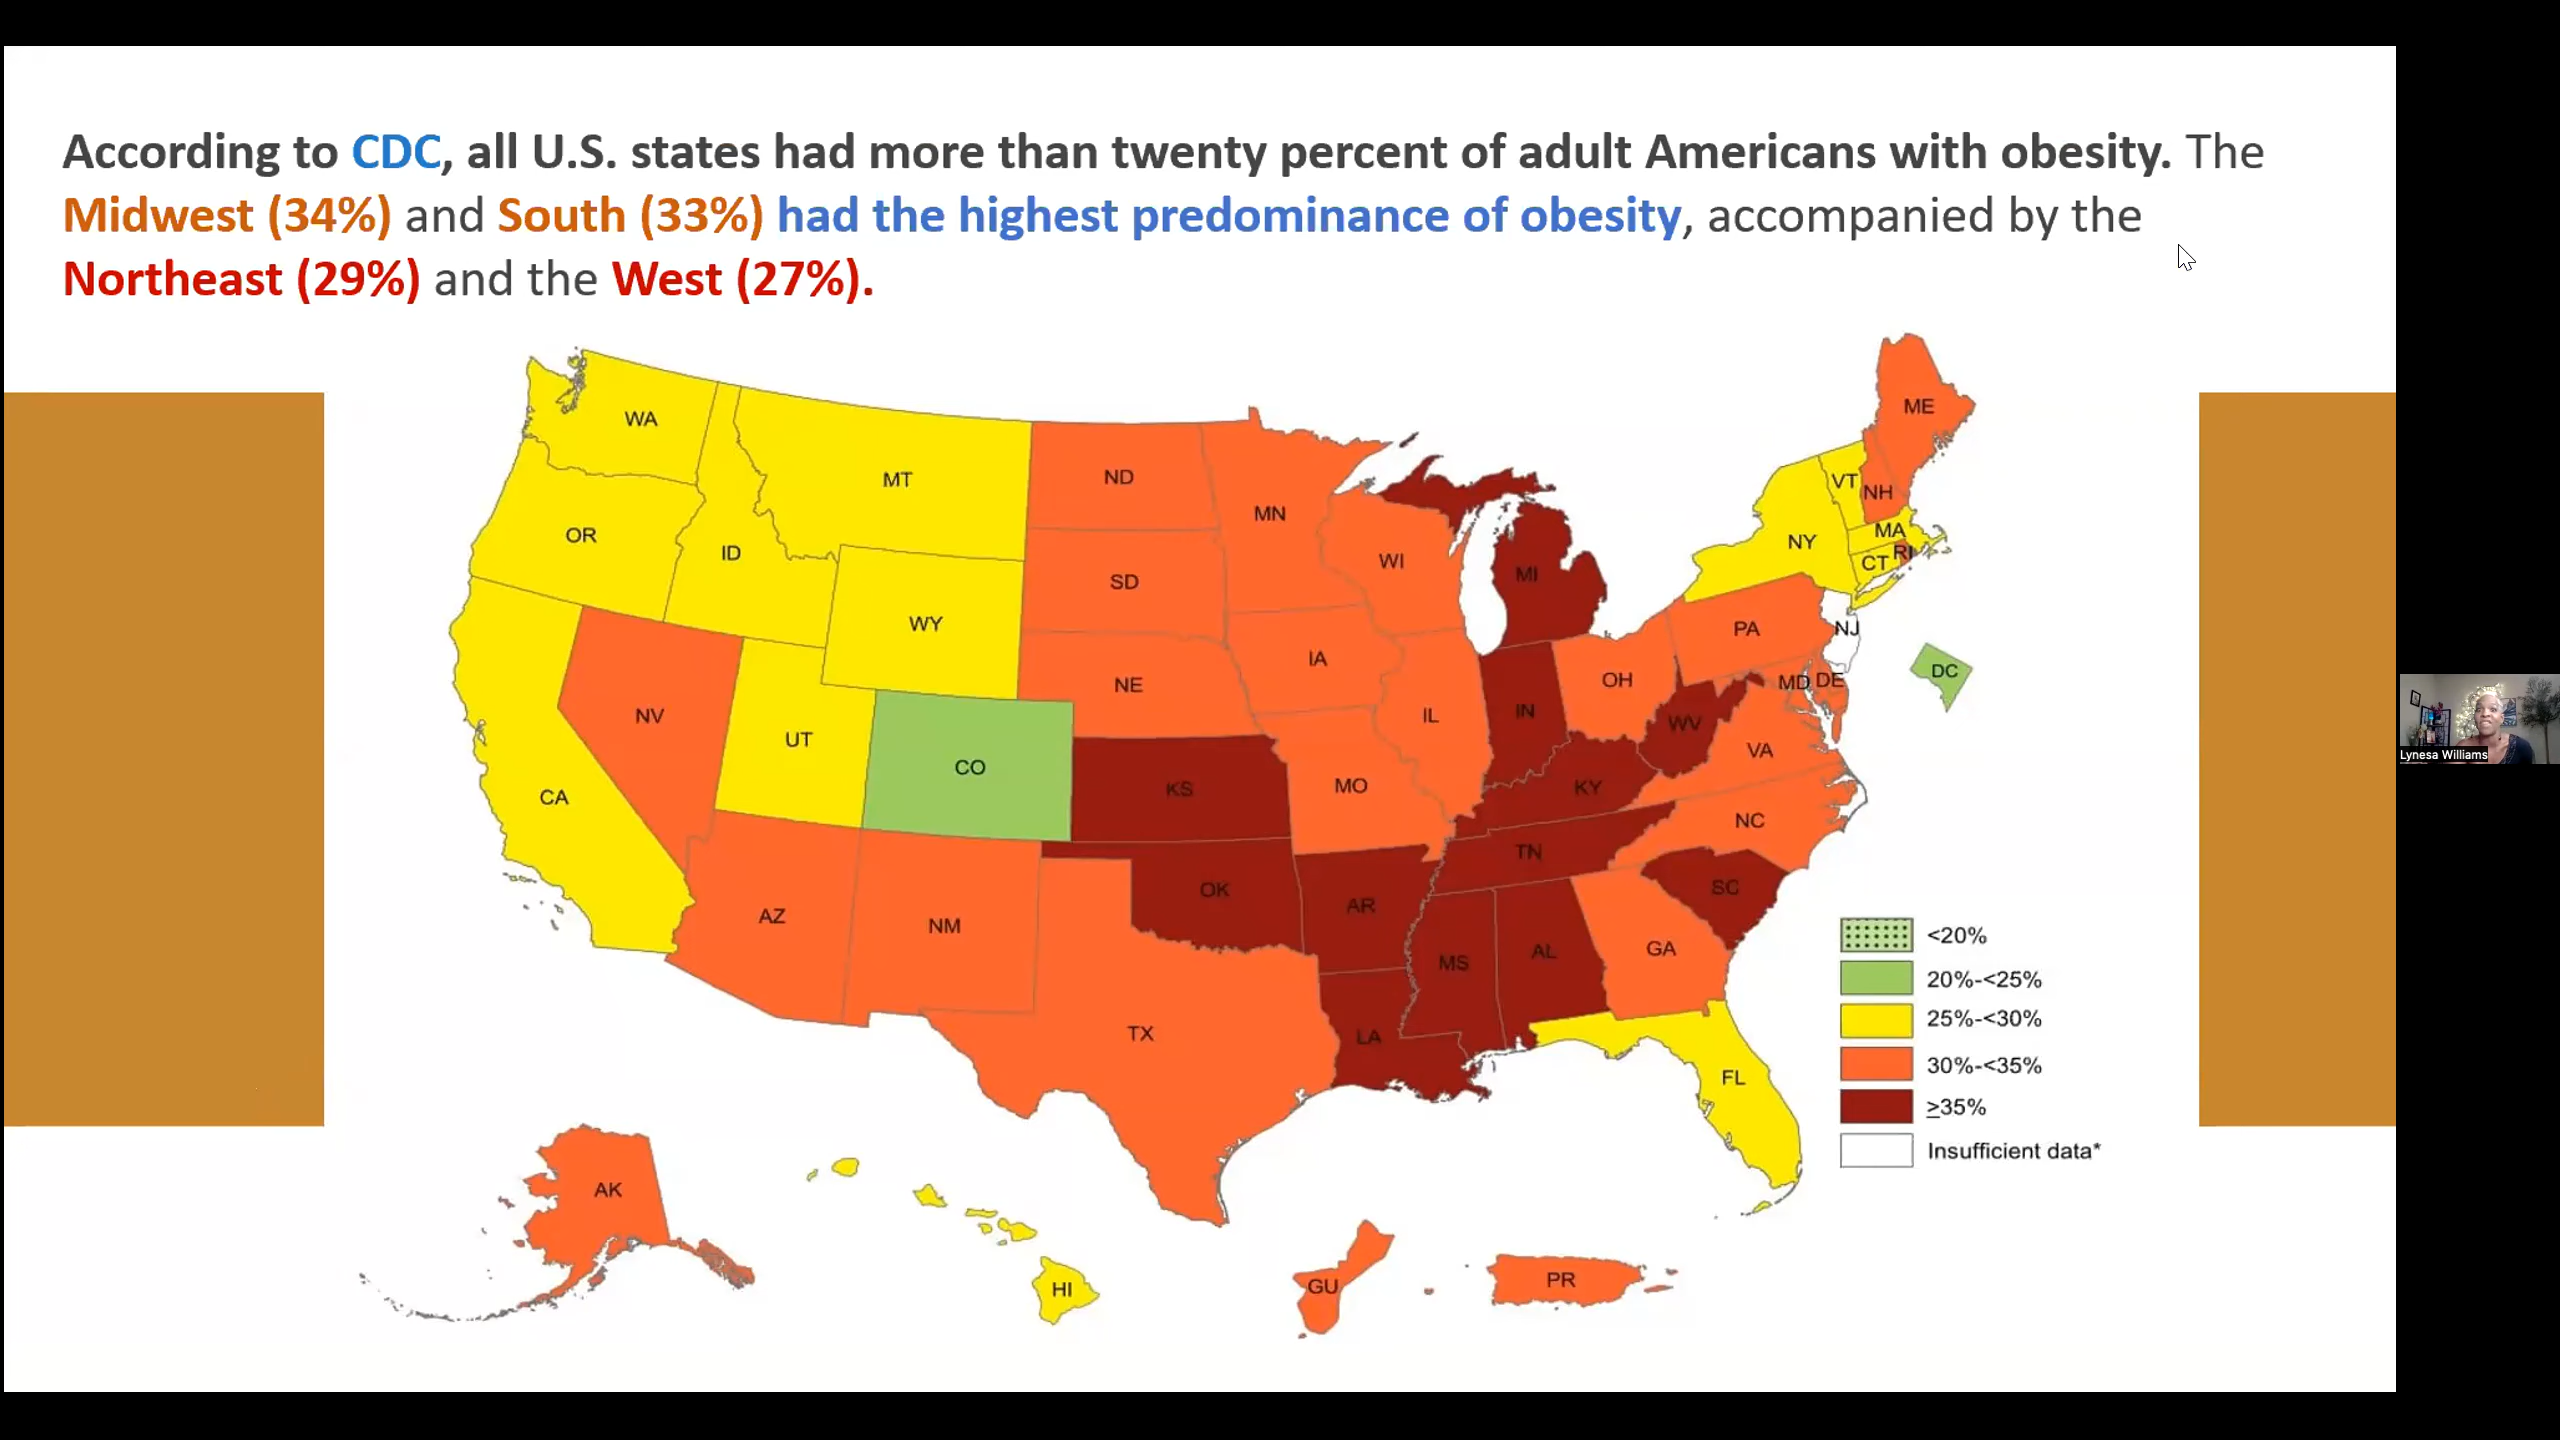 According to CDC, all U.S. states had more than twenty percent of adult Americans with obesity. The
Midwest (34%) and South (33%) had the highest predominance of obesity, accompanied by the
Northeast (29%) and the West (27%).
WA
MT
ND
MN
ME
OR
ID
SD
WI
MI
NY
VT
NH
MA
CT
RI
WY
NV
UT
CO
NE
IA
IL
IN
OH
PA
NJ
MD
DE
DC
WV
VA
CA
KS
MO
KY
NC
TN
AZ
NM
OK
AR
SC
MS
AL
GA
TX
LA
FL
AK
HI
GU
PR
<20%
20%-<25%
25%-<30%
30%-<35%
≥35%
Insufficient data*
Lynesa Williams